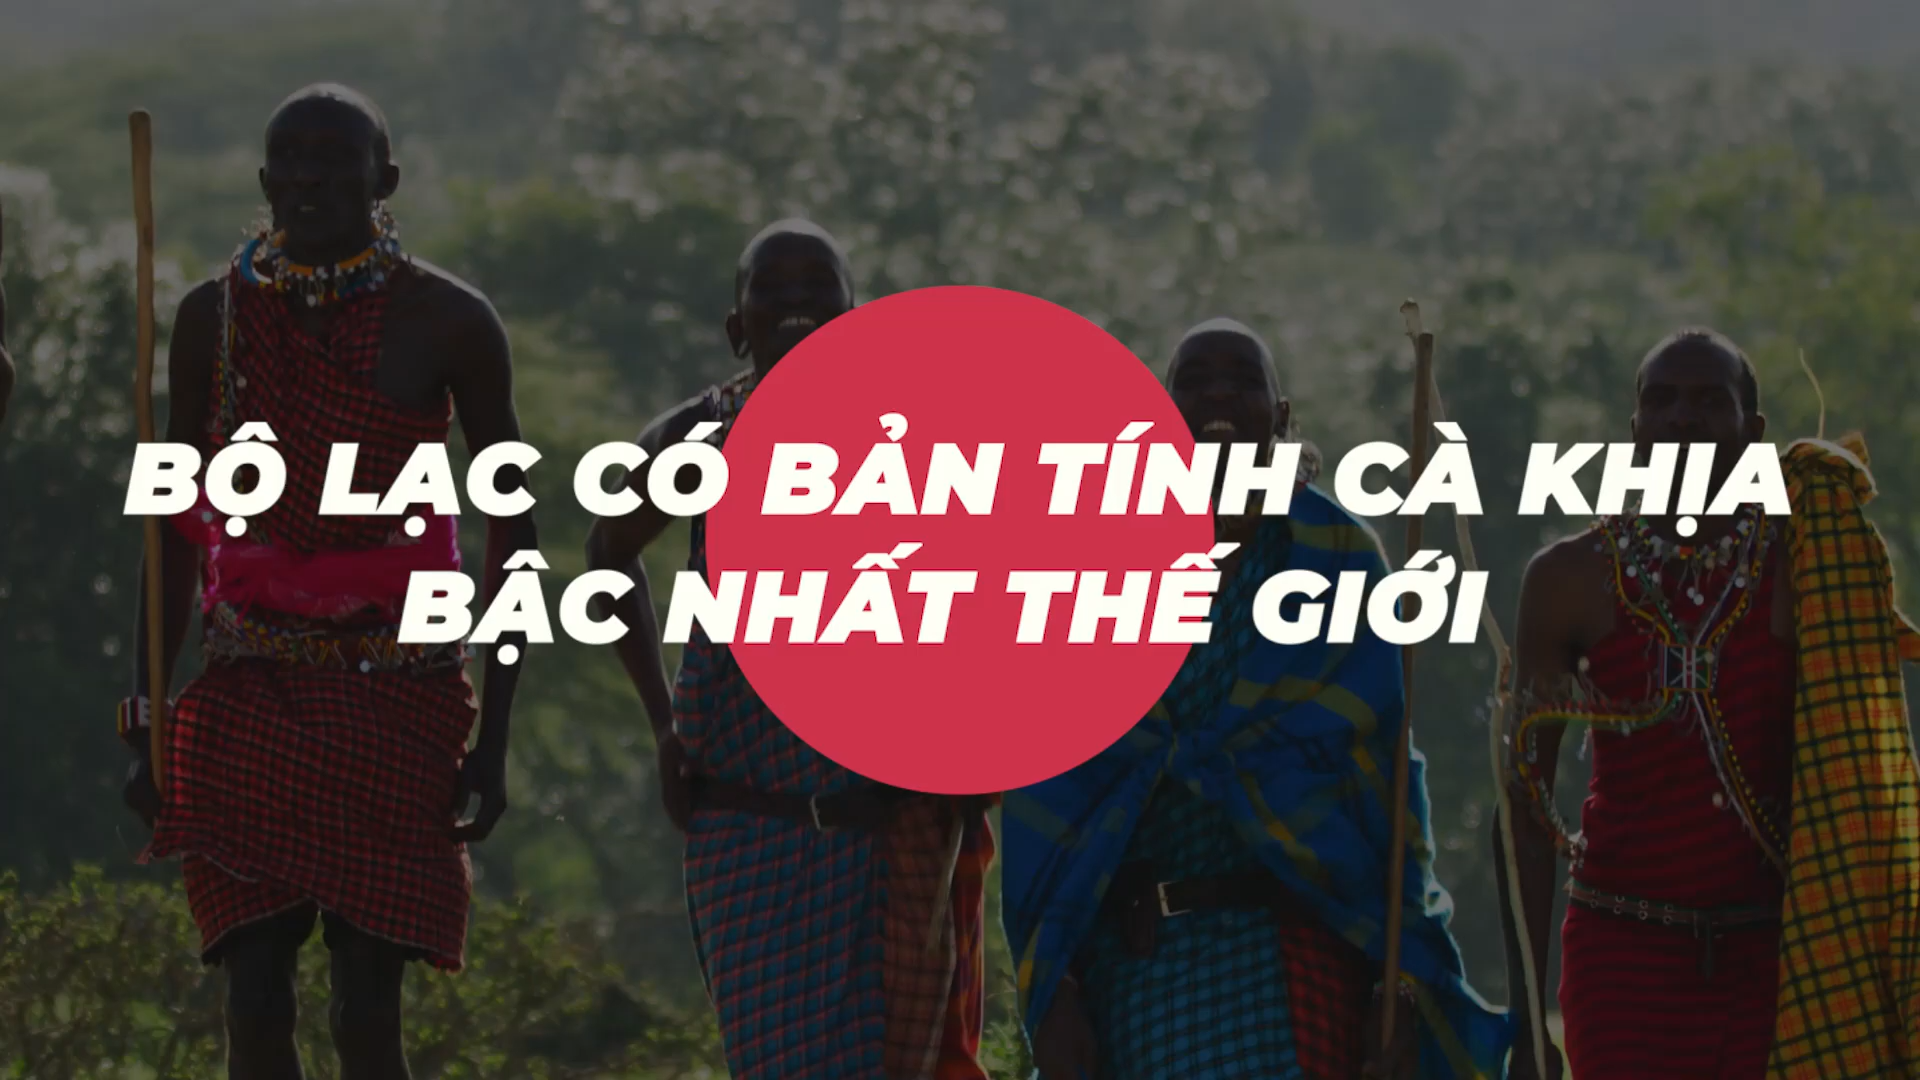 BỘ LẠC CÓ BẢN TÍNH CÀ KHỊA
BẬC NHẤT THẾ GIỚI